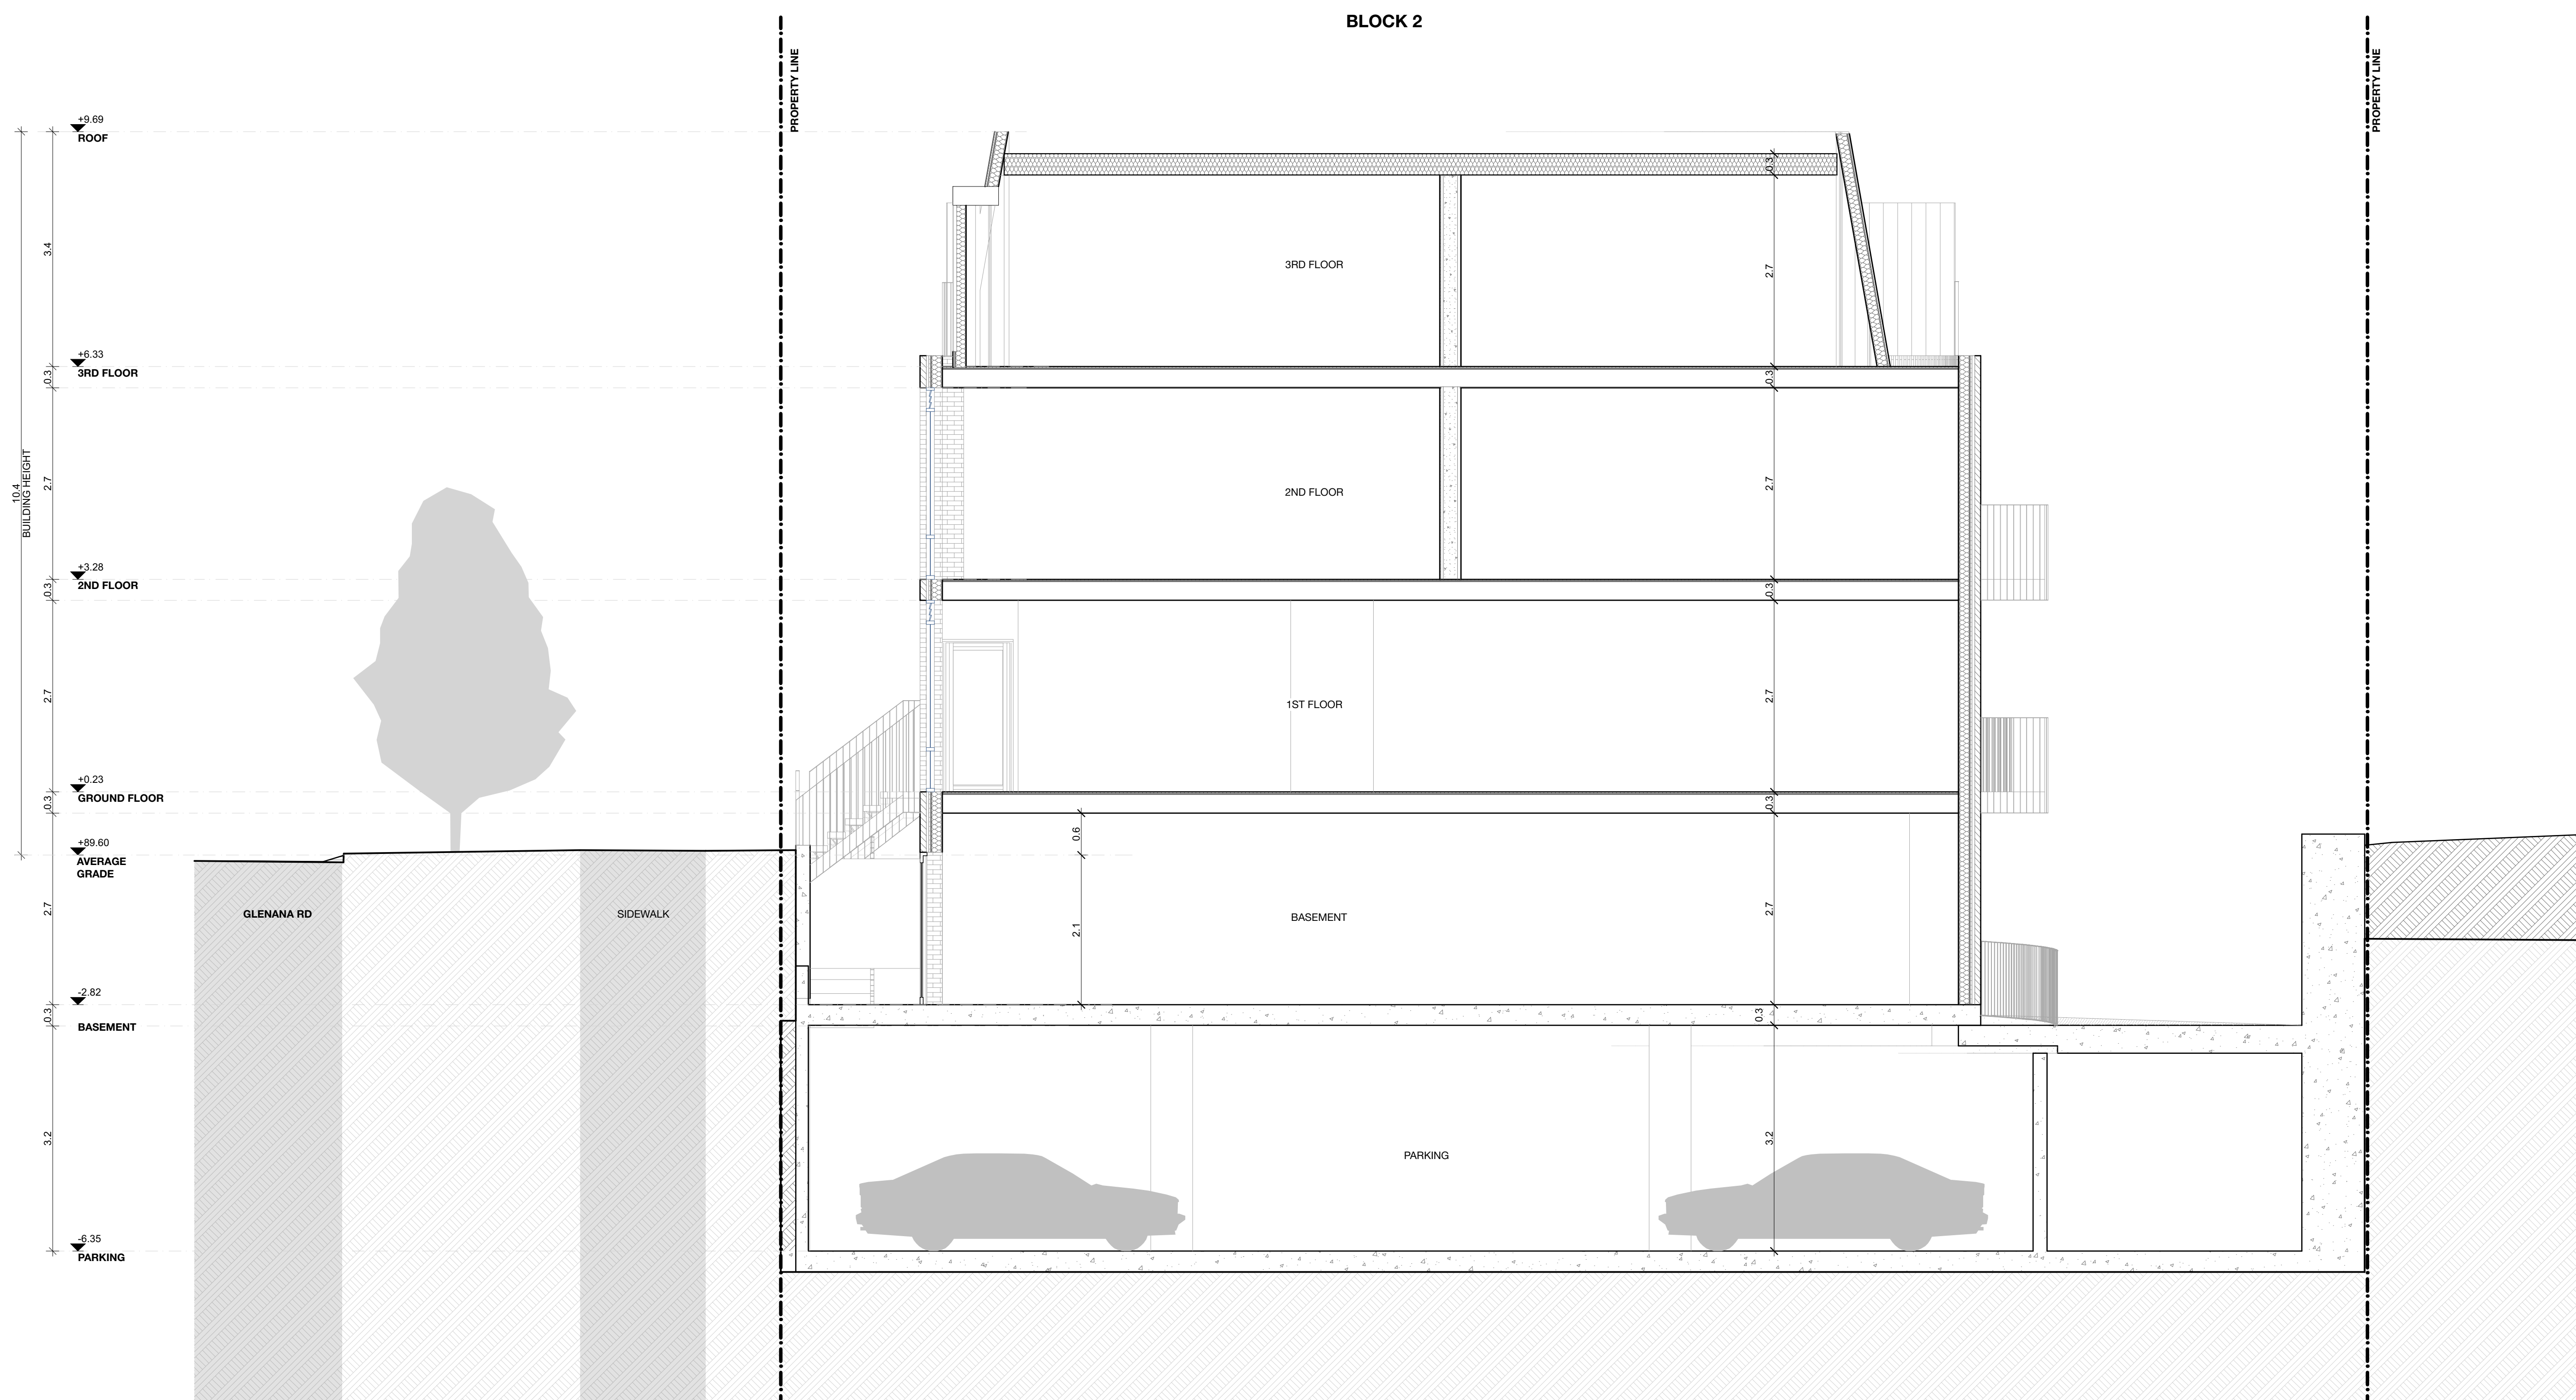 BLOCK 2
PROPERTY LINE
PROPERTY LINE
+9.69
ROOF
0.3
3.4
3RD FLOOR
2.7
+6.33
3RD FLOOR
0.3
0.3
10.4
BUILDING HEIGHT
2.7
2ND FLOOR
2.7
+3.28
2ND FLOOR
0.3
0.3
2.7
1ST FLOOR
2.7
+0.23
GROUND FLOOR
0.3
0.3
0.6
+89.60
AVERAGE
GRADE
GLENANA RD
SIDEWALK
2.7
2.1
BASEMENT
2.7
-2.82
0.3
0.3
BASEMENT
3.2
PARKING
3.2
-6.35
PARKING